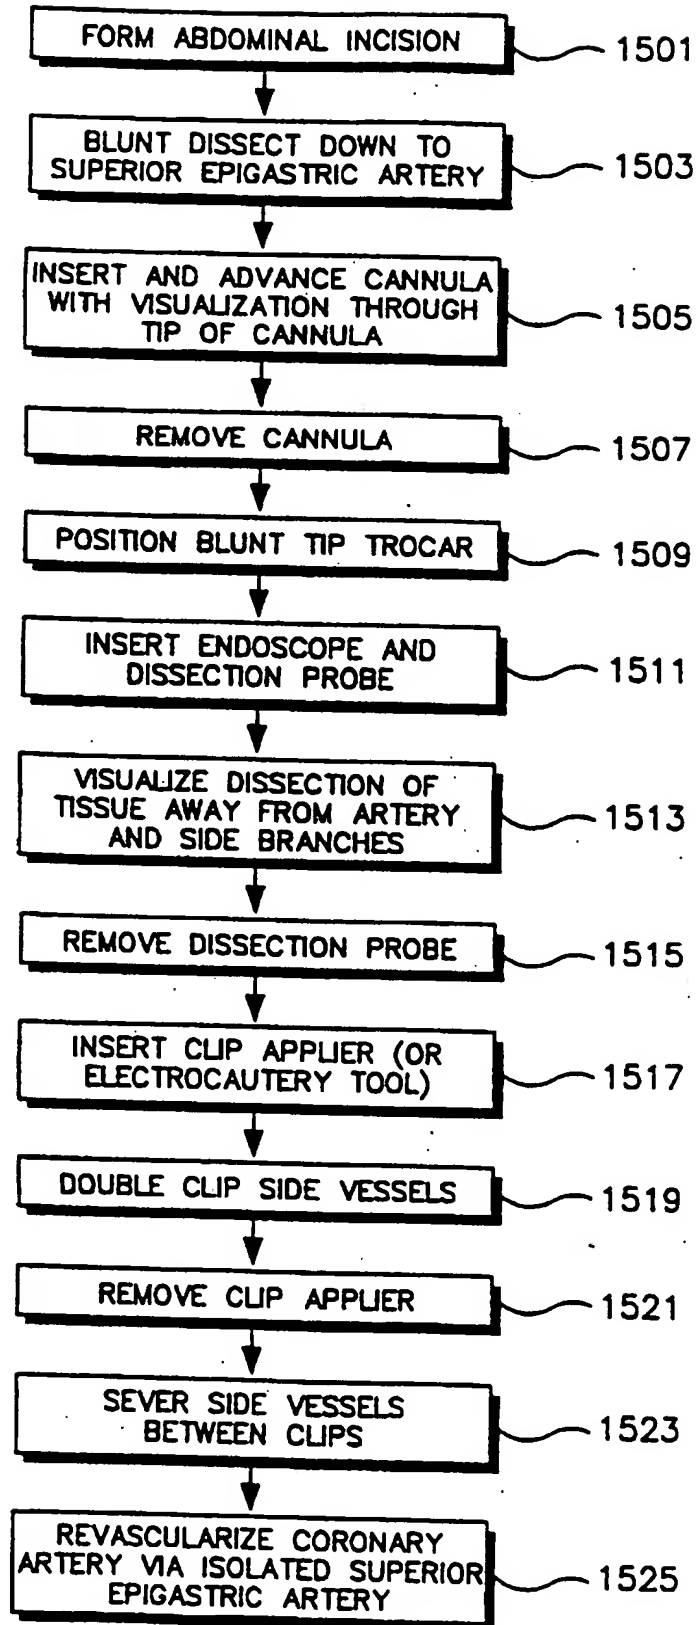 FORM ABDOMINAL INCISION
1501
BLUNT DISSECT DOWN TO
SUPERIOR EPIGASTRIC ARTERY
1503
INSERT AND ADVANCE CANNULA
WITH VISUALIZATION THROUGH
TIP OF CANNULA
1505
REMOVE CANNULA
1507
POSITION BLUNT TIP TROCAR
1509
INSERT ENDOSCOPE AND
DISSECTION PROBE
1511
VISUALIZE DISSECTION OF
TISSUE AWAY FROM ARTERY
AND SIDE BRANCHES
1513
REMOVE DISSECTION PROBE
1515
INSERT CLIP APPLIER (OR
ELECTROCAUTERY TOOL)
1517
DOUBLE CLIP SIDE VESSELS
1519
REMOVE CLIP APPLIER
1521
SEVER SIDE VESSELS
BETWEEN CLIPS
1523
REVASCULARIZE CORONARY
ARTERY VIA ISOLATED SUPERIOR
EPIGASTRIC ARTERY
1525